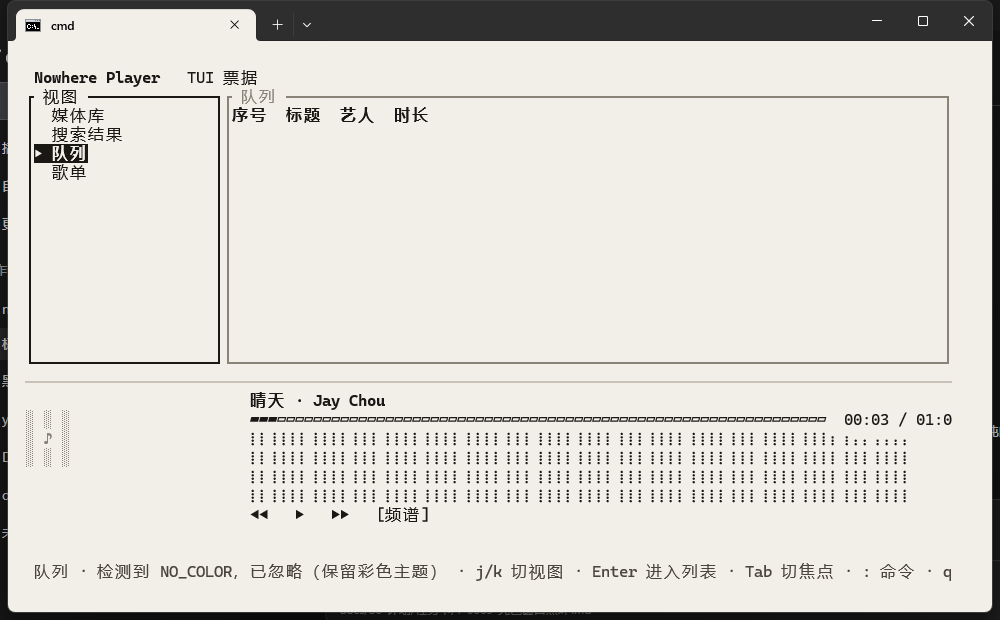 cmd
Nowhere Player TUI 票据
视图
媒体库
搜索结果
▶ 队列
歌单
队列
序号 标题 艺人 时长
晴天 · Jay Chou
00:03 / 01:0
♪
[频谱]
队列 · 检测到 NO_COLOR, 已忽略 (保留彩色主题) · j/k 切视图 · Enter 进入列表 · Tab 切焦点 · : 命令 · q